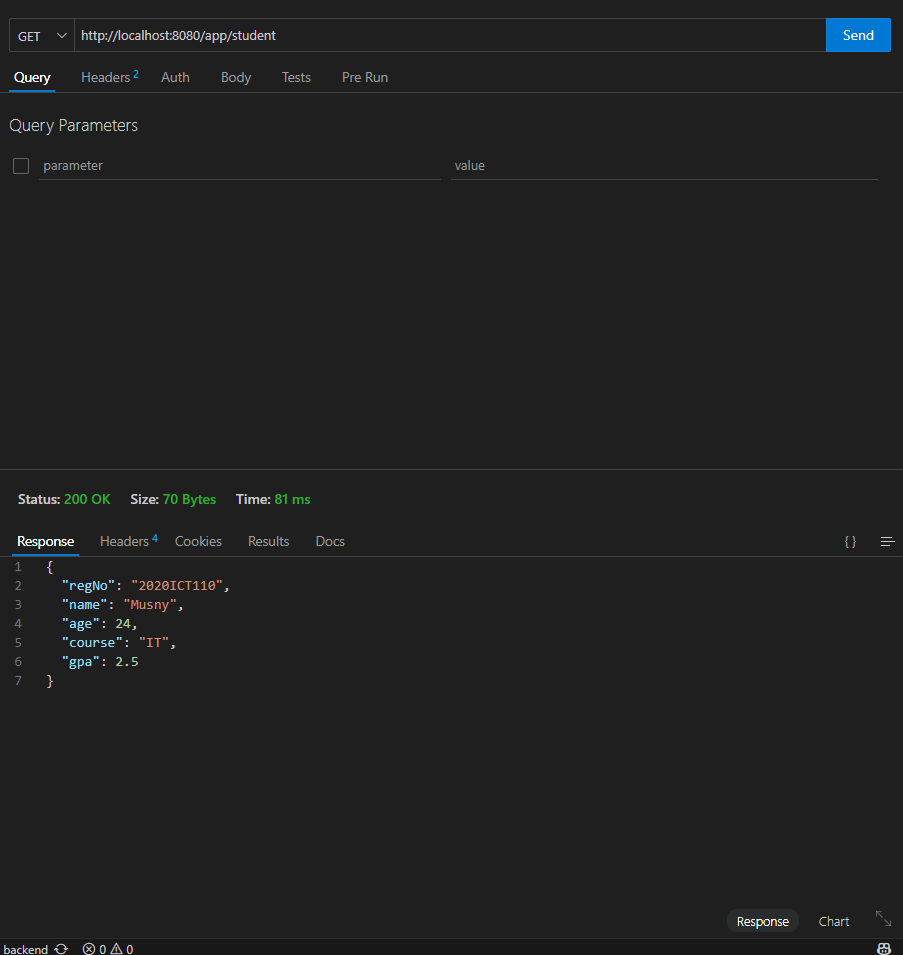 GET http://localhost:8080/app/student Send
Query Headers 2 Auth Body Tests Pre Run
Query Parameters
parameter value
Status: 200 OK Size: 70 Bytes Time: 81 ms
Response Headers 4 Cookies Results Docs { }
1 {
2 "regNo": "2020ICT110",
3 "name": "Musny",
4 "age": 24,
5 "course": "IT",
6 "gpa": 2.5
7 }
Response Chart
backend 0 0